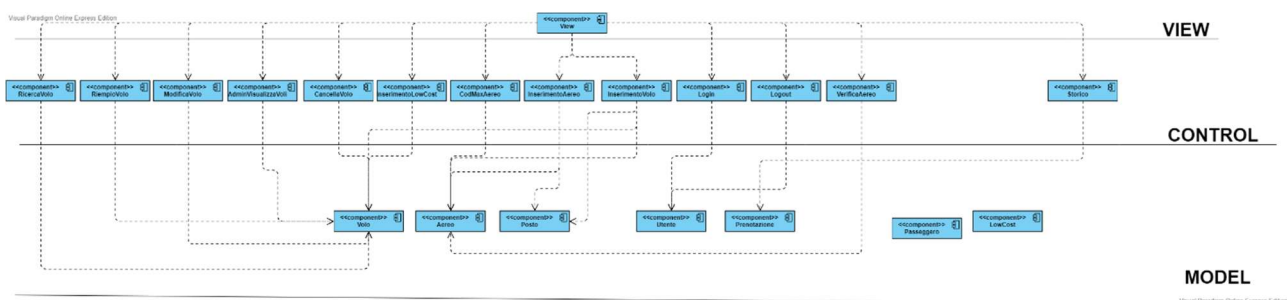 Visual Paradigm Online Express Edition
<<component>>
View
VIEW
<<component>>
RicercaVolo
<<component>>
RiempioVolo
<<component>>
ModificaVolo
<<component>>
AdminVisualizzaVoli
<<component>>
CancellaVolo
<<component>>
InserimentoLowCost
<<component>>
CodMaxAereo
<<component>>
InserimentoAereo
<<component>>
InserimentoVolo
<<component>>
Login
<<component>>
Logout
<<component>>
VerificaAereo
<<component>>
Storico
CONTROL
<<component>>
Volo
<<component>>
Aereo
<<component>>
Posto
<<component>>
Utente
<<component>>
Prenotazione
<<component>>
Passaggero
<<component>>
LowCost
MODEL